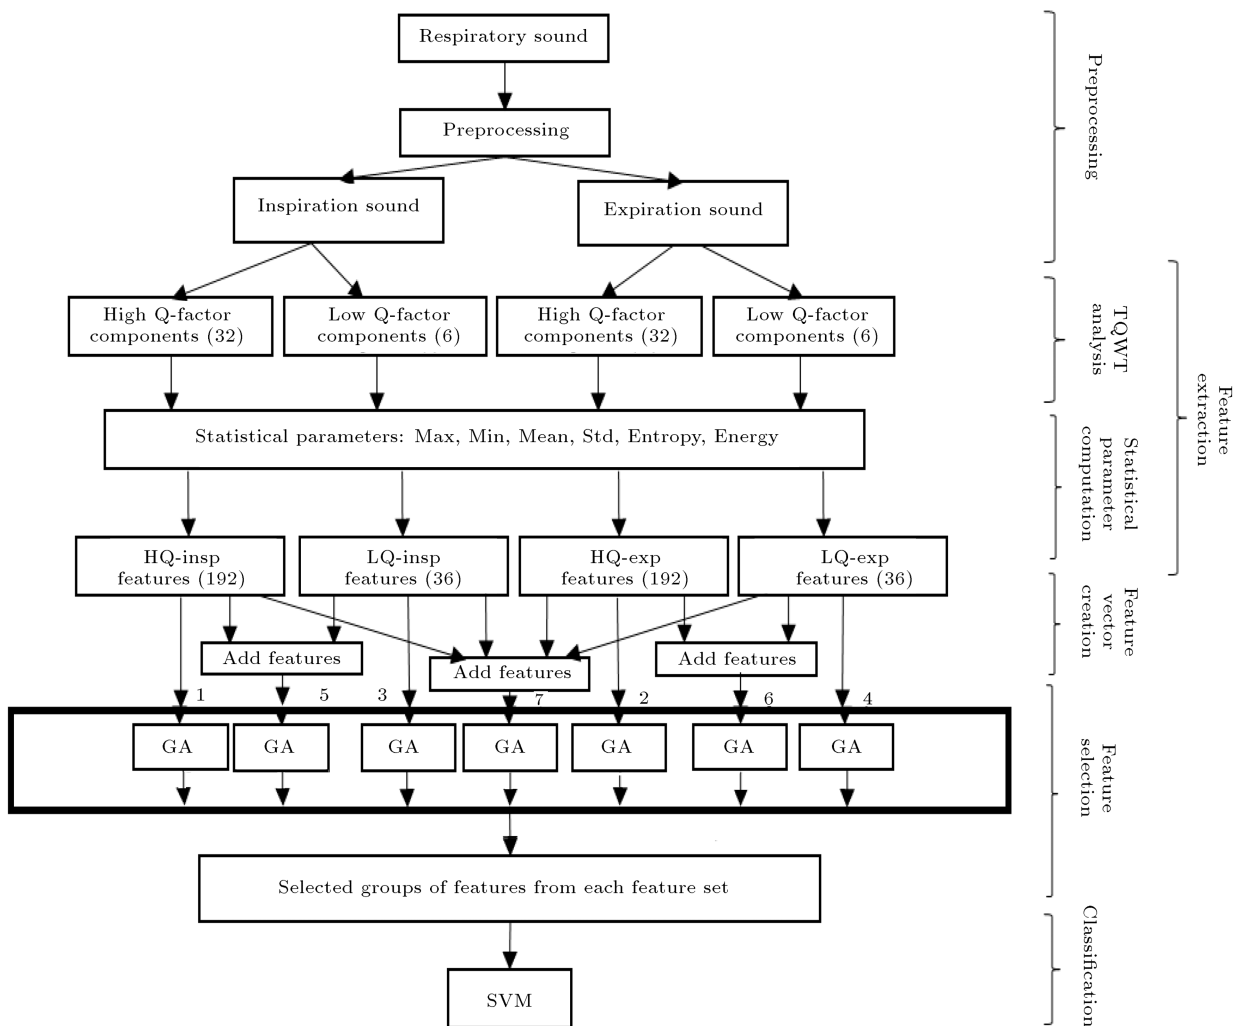 Respiratory sound
Preprocessing
Inspiration sound
Expiration sound
High Q-factor
components (32)
Low Q-factor
components (6)
High Q-factor
components (32)
Low Q-factor
components (6)
Statistical parameters: Max, Min, Mean, Std, Entropy, Energy
HQ-insp
features (192)
LQ-insp
features (36)
HQ-exp
features (192)
LQ-exp
features (36)
Add features
Add features
Add features
1
5
3
7
2
6
4
GA
GA
GA
GA
GA
GA
GA
Selected groups of features from each feature set
SVM
Preprocessing
TQWT
analysis
Statistical
parameter
computation
Feature
extraction
Feature
vector
creation
Feature
selection
Classification